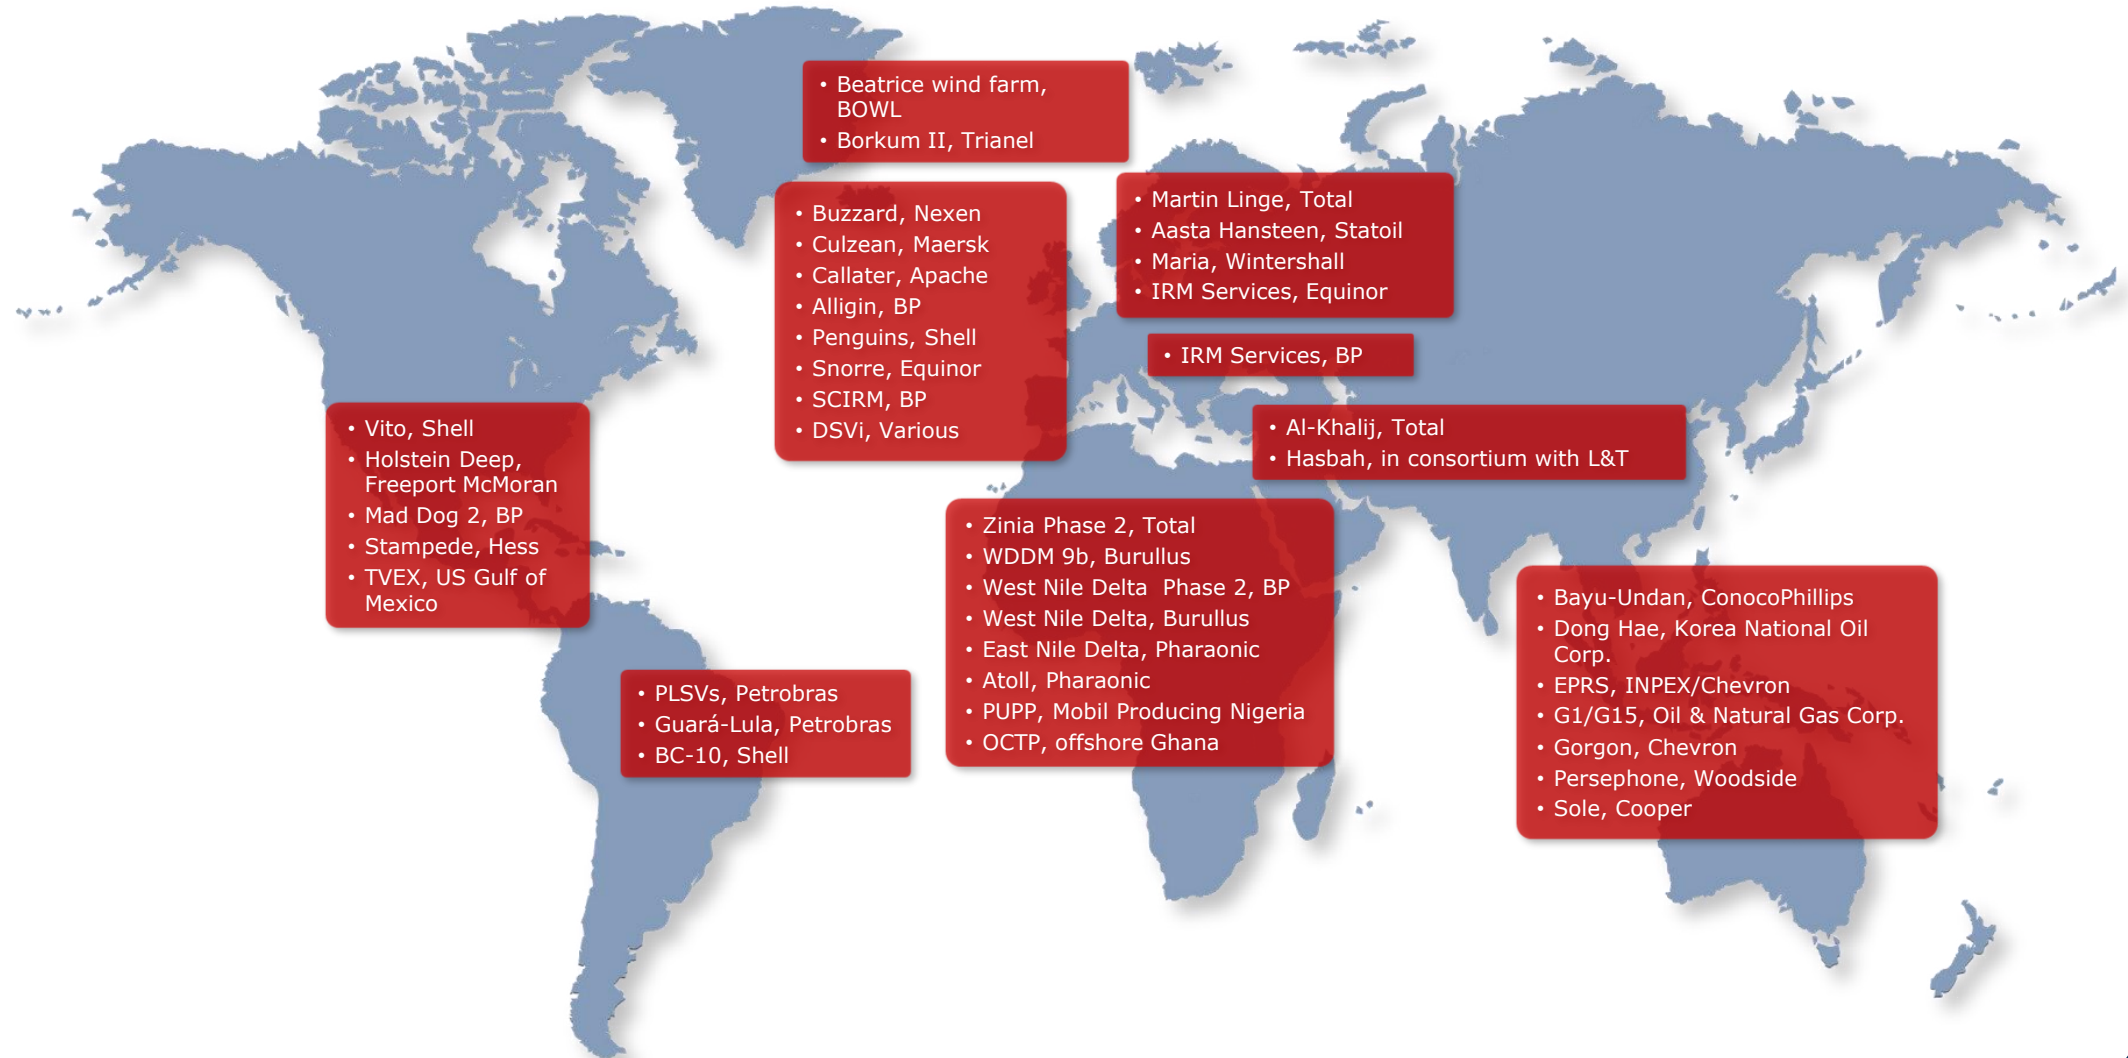 • Beatrice wind farm,
BOWL
• Borkum II, Trianel
• Buzzard, Nexen
• Culzean, Maersk
• Callater, Apache
• Alligin, BP
• Penguins, Shell
• Snorre, Equinor
• SCIRM, BP
• DSVi, Various
• Martin Linge, Total
• Aasta Hansteen, Statoil
• Maria, Wintershall
• IRM Services, Equinor
• IRM Services, BP
• Al-Khalij, Total
• Hasbah, in consortium with L&T
• Vito, Shell
• Holstein Deep,
Freeport McMoran
• Mad Dog 2, BP
• Stampede, Hess
• TVEX, US Gulf of
Mexico
• Zinia Phase 2, Total
• WDDM 9b, Burullus
• West Nile Delta  Phase 2, BP
• West Nile Delta, Burullus
• East Nile Delta, Pharaonic
• Atoll, Pharaonic
• PUPP, Mobil Producing Nigeria
• OCTP, offshore Ghana
• PLSVs, Petrobras
• Guará-Lula, Petrobras
• BC-10, Shell
• Bayu-Undan, ConocoPhillips
• Dong Hae, Korea National Oil
Corp.
• EPRS, INPEX/Chevron
• G1/G15, Oil & Natural Gas Corp.
• Gorgon, Chevron
• Persephone, Woodside
• Sole, Cooper